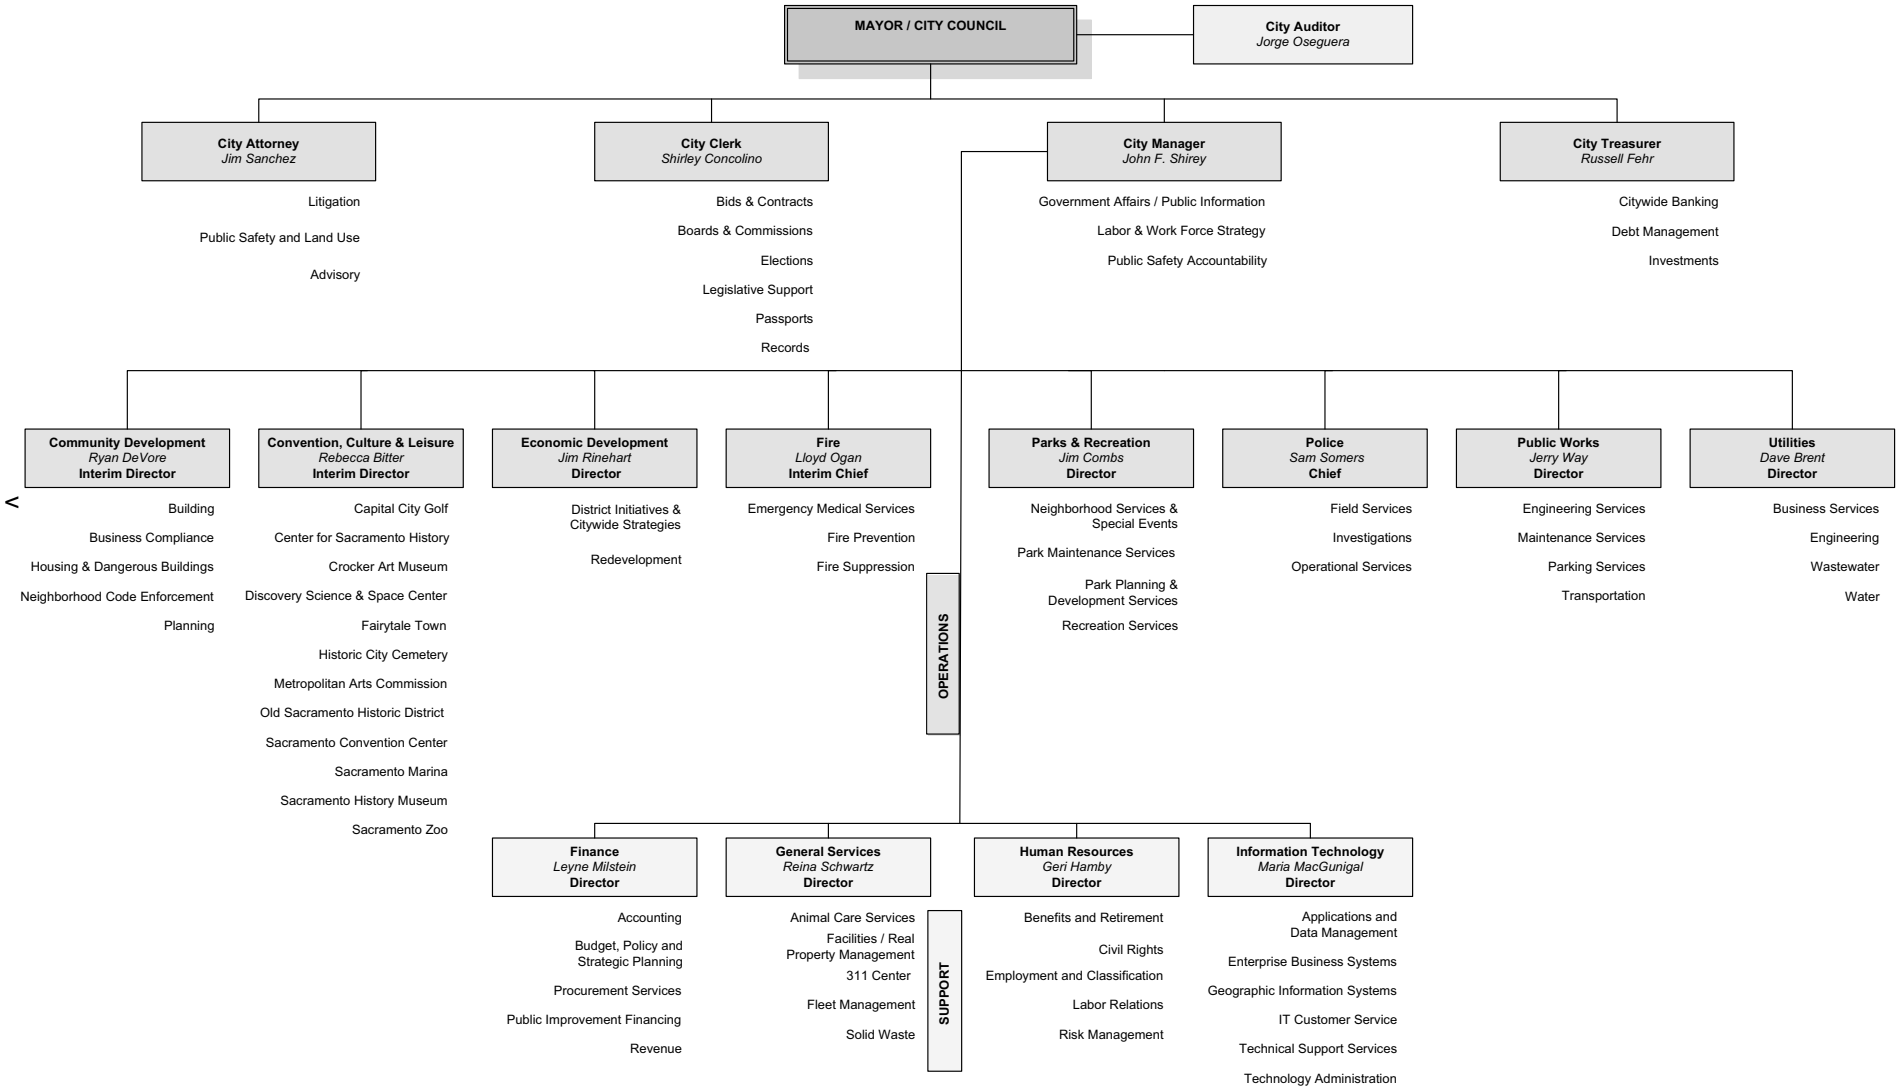 MAYOR / CITY COUNCIL
City Auditor
Jorge Oseguera
City Attorney
Jim Sanchez
Litigation
Public Safety and Land Use
Advisory
City Clerk
Shirley Concolino
Bids & Contracts
Boards & Commissions
Elections
Legislative Support
Passports
Records
City Manager
John F. Shirey
Government Affairs / Public Information
Labor & Work Force Strategy
Public Safety Accountability
City Treasurer
Russell Fehr
Citywide Banking
Debt Management
Investments
<
Community Development
Ryan DeVore
Interim Director
Building
Business Compliance
Housing & Dangerous Buildings
Neighborhood Code Enforcement
Planning
Convention, Culture & Leisure
Rebecca Bitter
Interim Director
Capital City Golf
Center for Sacramento History
Crocker Art Museum
Discovery Science & Space Center
Fairytale Town
Historic City Cemetery
Metropolitan Arts Commission
Old Sacramento Historic District
Sacramento Convention Center
Sacramento Marina
Sacramento History Museum
Sacramento Zoo
Economic Development
Jim Rinehart
Director
District Initiatives &
Citywide Strategies
Redevelopment
Fire
Lloyd Ogan
Interim Chief
Emergency Medical Services
Fire Prevention
Fire Suppression
OPERATIONS
Parks & Recreation
Jim Combs
Director
Neighborhood Services &
Special Events
Park Maintenance Services
Park Planning &
Development Services
Recreation Services
Police
Sam Somers
Chief
Field Services
Investigations
Operational Services
Public Works
Jerry Way
Director
Engineering Services
Maintenance Services
Parking Services
Transportation
Utilities
Dave Brent
Director
Business Services
Engineering
Wastewater
Water
Finance
Leyne Milstein
Director
Accounting
Budget, Policy and
Strategic Planning
Procurement Services
Public Improvement Financing
Revenue
General Services
Reina Schwartz
Director
Animal Care Services
Facilities / Real
Property Management
311 Center
Fleet Management
Solid Waste
SUPPORT
Human Resources
Geri Hamby
Director
Benefits and Retirement
Civil Rights
Employment and Classification
Labor Relations
Risk Management
Information Technology
Maria MacGunigal
Director
Applications and
Data Management
Enterprise Business Systems
Geographic Information Systems
IT Customer Service
Technical Support Services
Technology Administration